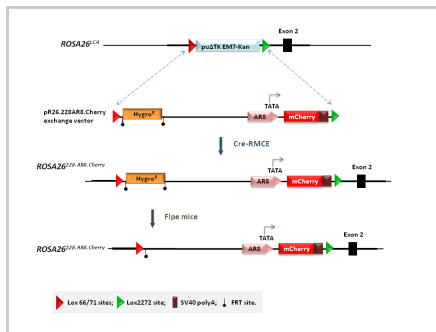 Exon 2
ROSA26LCA
puΔTK EM7-Kan
TATA
pR26.228AR8.Cherry
exchange vector
HygroR
AR8
mCherry
Cre-RMCE
Exon 2
TATA
ROSA26228.AR8.Cherry
HygroR
AR8
mCherry
Flpe mice
Exon 2
TATA
ROSA26228.AR8.Cherry
AR8
mCherry
Lox 66/71 sites; Lox2272 site; SV40 polyA; FRT site.